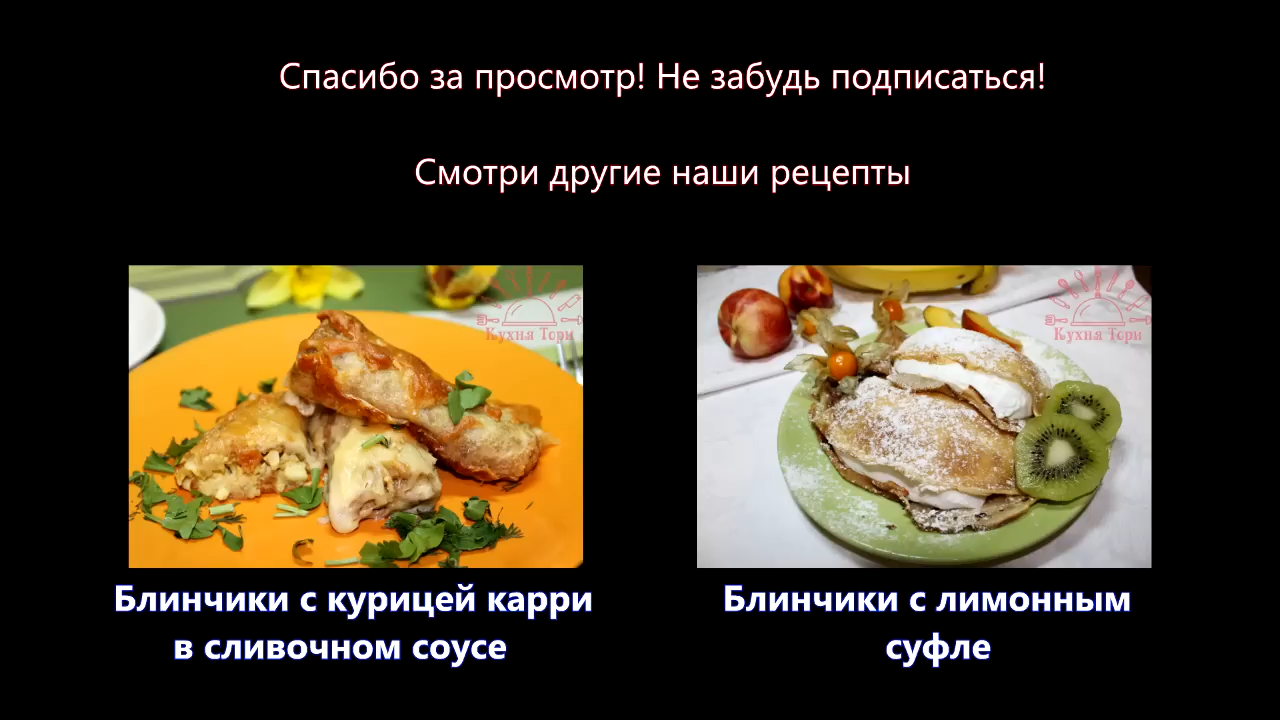 Спасибо за просмотр! Не забудь подписаться!
Смотри другие наши рецепты
Кухня Тори
Кухня Тори
Блинчики с курицей карри
в сливочном соусе
Блинчики с лимонным
суфле